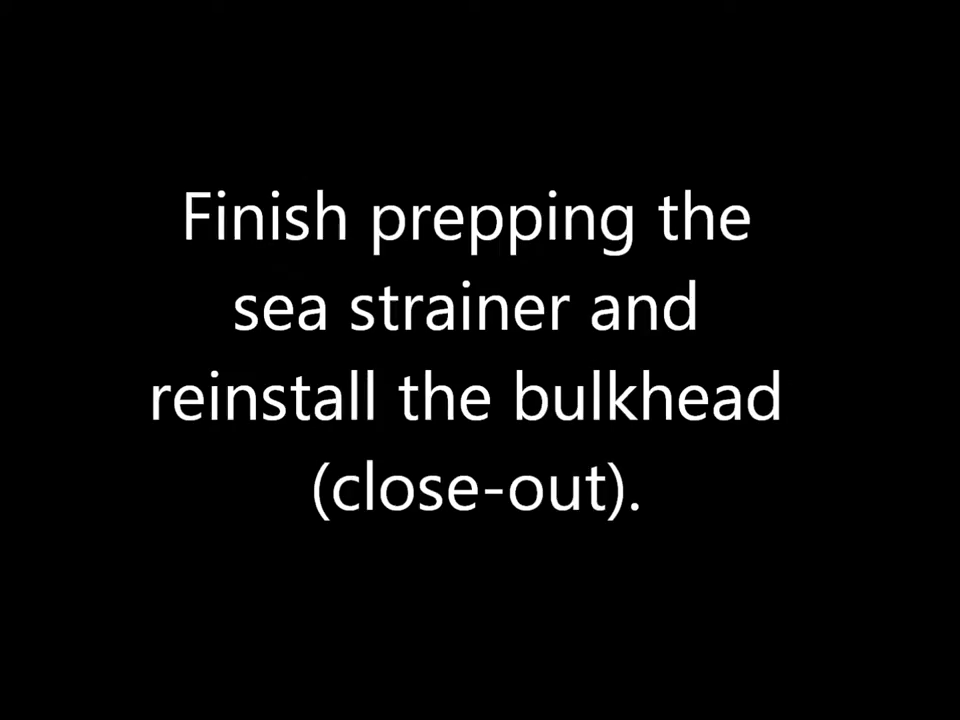 Finish prepping the
sea strainer and
reinstall the bulkhead
(close-out).